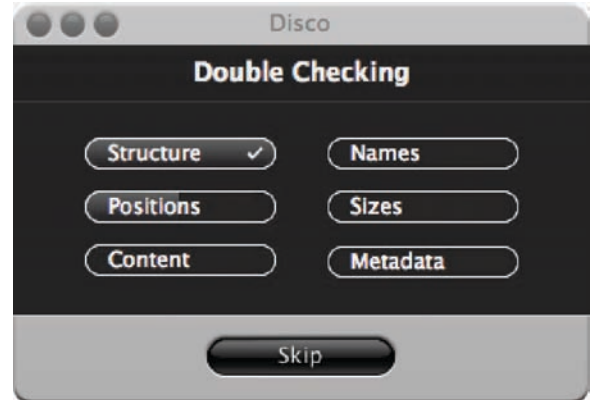 Disco
Double Checking
Structure
Names
Positions
Sizes
Content
Metadata
Skip